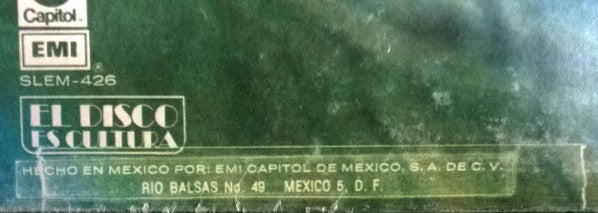 Capitol.
EMI
®
SLEM-426
EL DISCO
ES CULTURA
HECHO EN MEXICO POR: EMI CAPITOL DE MEXICO, S. A. DE C. V.
RIO BALSAS No. 49 MEXICO 5, D. F.